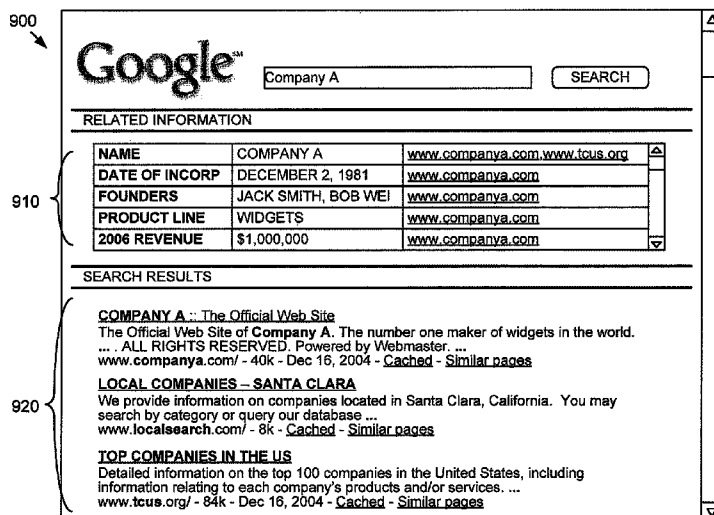 900
Google SM
Company A SEARCH
RELATED INFORMATION
NAME COMPANY A www.companya.com,www.tcus.org
DATE OF INCORP DECEMBER 2, 1981 www.companya.com
910
FOUNDERS JACK SMITH, BOB WEI www.companya.com
PRODUCT LINE WIDGETS www.companya.com
2006 REVENUE $1,000,000 www.companya.com
SEARCH RESULTS
COMPANY A :: The Official Web Site
The Official Web Site of Company A. The number one maker of widgets in the world.
... . ALL RIGHTS RESERVED. Powered by Webmaster. ...
www.companya.com/ - 40k - Dec 16, 2004 - Cached - Similar pages
LOCAL COMPANIES – SANTA CLARA
920
We provide information on companies located in Santa Clara, California. You may
search by category or query our database ...
www.localsearch.com/ - 8k - Cached - Similar pages
TOP COMPANIES IN THE US
Detailed information on the top 100 companies in the United States, including
information relating to each company's products and/or services. ...
www.tcus.org/ - 84k - Dec 16, 2004 - Cached - Similar pages